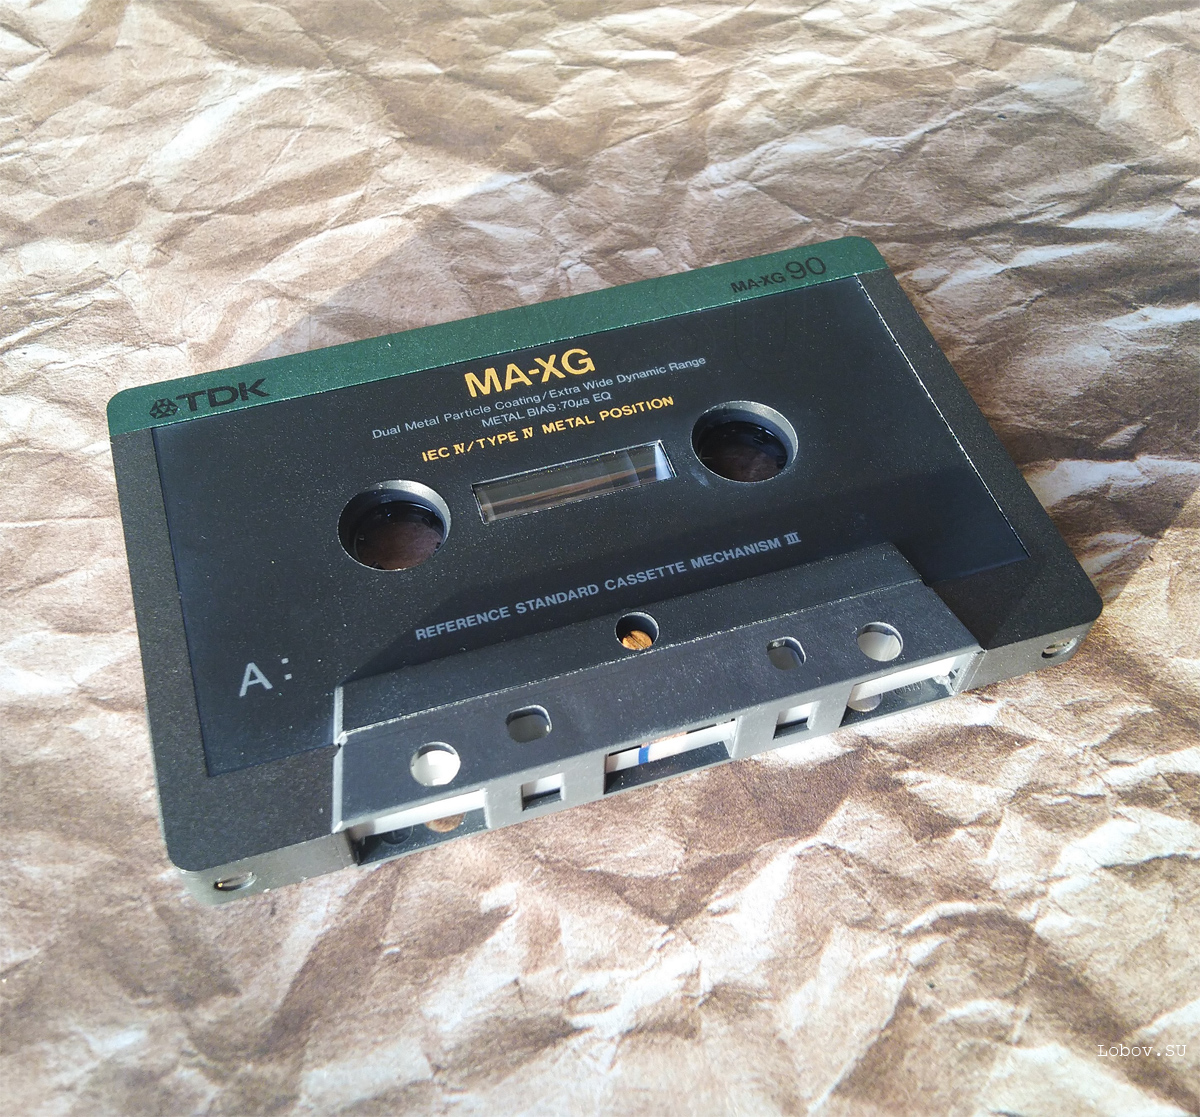 TDK
MA-XG 90
MA-XG
Dual Metal Particle Coating/Extra Wide Dynamic Range
METAL BIAS:70μs EQ
IEC Ⅳ/TYPE Ⅳ METAL POSITION
REFERENCE STANDARD CASSETTE MECHANISM Ⅲ
A:
Lobov.SU